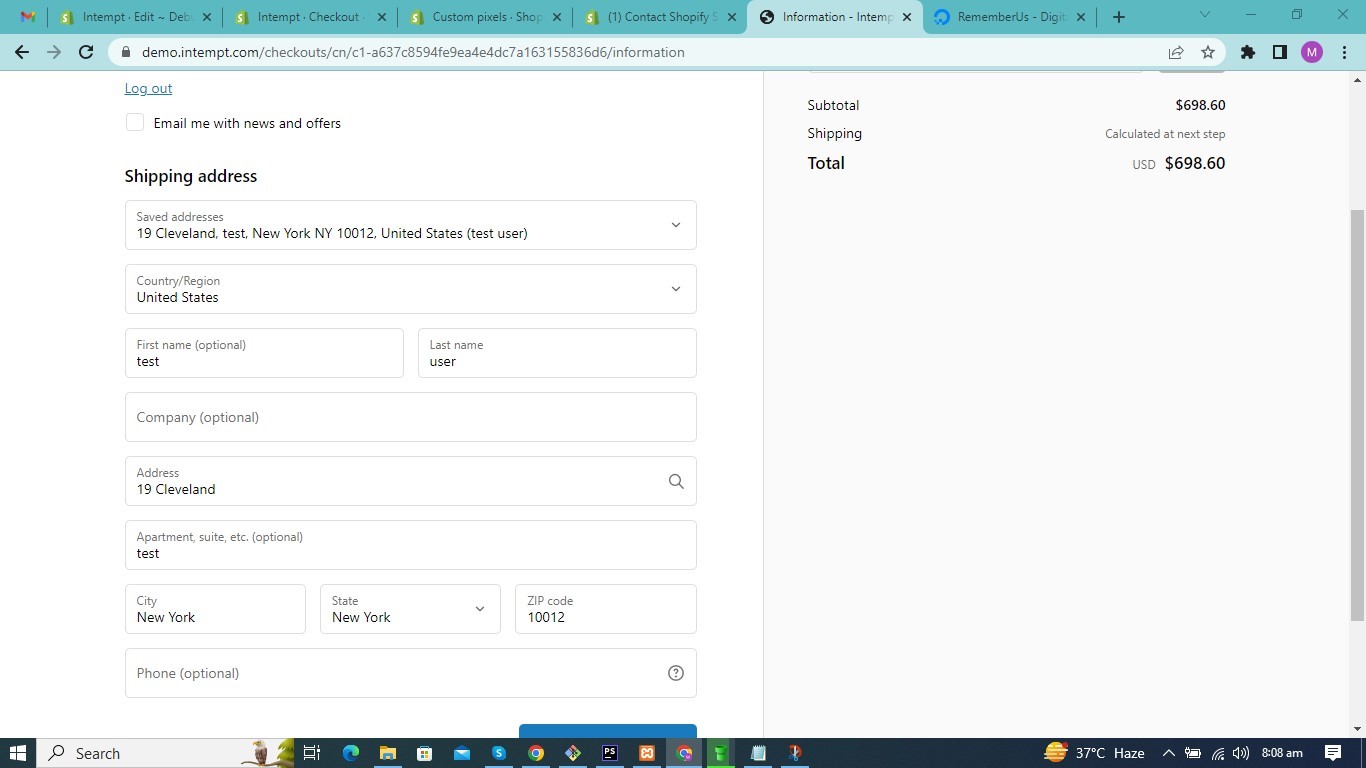 Intempt · Edit ~ Deb
Intempt · Checkout ·
Custom pixels · Shop
(1) Contact Shopify S
Information - Intemp
RememberUs - Digit
demo.intempt.com/checkouts/cn/c1-a637c8594fe9ea4e4dc7a163155836d6/information
M
Log out
Email me with news and offers
Shipping address
Saved addresses
19 Cleveland, test, New York NY 10012, United States (test user)
Country/Region
United States
First name (optional)
test
Last name
user
Company (optional)
Address
19 Cleveland
Apartment, suite, etc. (optional)
test
City
New York
State
New York
ZIP code
10012
Phone (optional)
Subtotal $698.60
Shipping Calculated at next step
Total USD $698.60
Search
37°C Haze
8:08 am